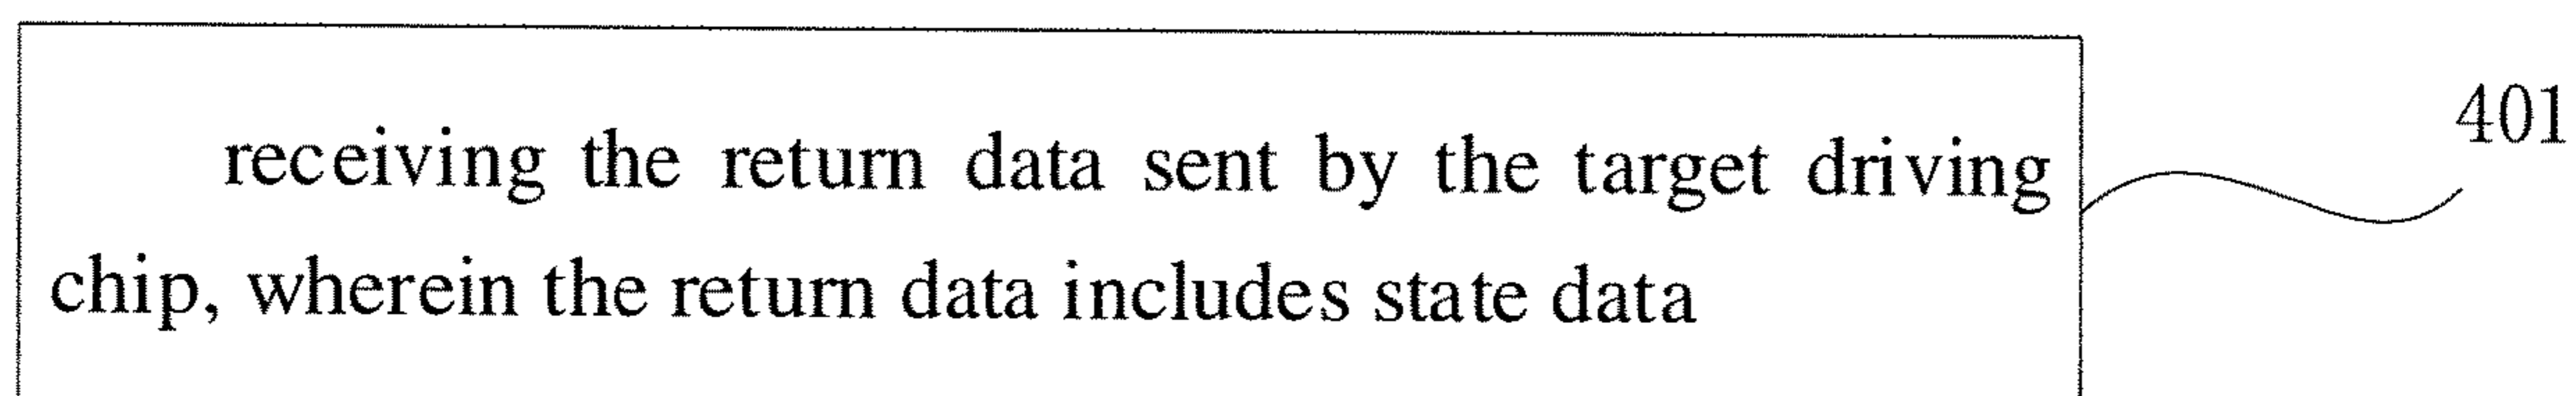 receiving the return data sent by the target driving
chip, wherein the return data includes state data
401